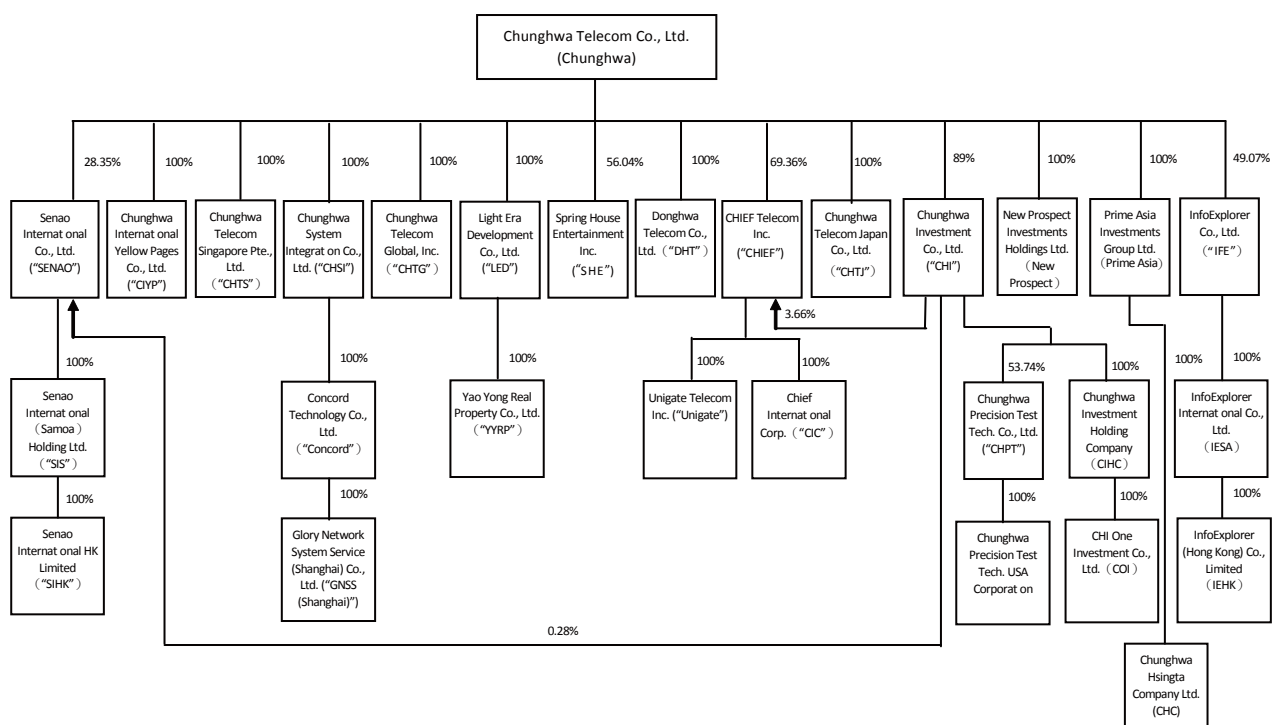 Chunghwa Telecom Co., Ltd.
(Chunghwa)
28.35%
100%
100%
100%
100%
100%
56.04%
100%
69.36%
100%
89%
100%
100%
49.07%
Senao
Internat onal
Co., Ltd.
("SENAO")
Chunghwa
Internat ional
Yellow Pages
Co., Ltd.
("CIYP")
Chunghwa
Telecom
Singapore Pte.,
Ltd.
("CHTS")
Chunghwa
System
Integrat on Co.,
Ltd. ("CHSI")
Chunghwa
Telecom
Global, Inc.
("CHTG")
Light Era
Development
Co., Ltd.
("LED")
Spring House
Entertainment
Inc.
("SHE")
Donghwa
Telecom Co.,
Ltd.（"DHT"）
CHIEF Telecom
Inc.
("CHIEF")
Chunghwa
Telecom Japan
Co., Ltd.
（"CHTJ"）
Chunghwa
Investment
Co., Ltd.
("CHI")
New Prospect
Investments
Holdings Ltd.
（New
Prospect）
Prime Asia
Investments
Group Ltd.
（Prime Asia）
InfoExplorer
Co., Ltd.
（"IFE"）
3.66%
100%
100%
100%
100%
100%
53.74%
100%
100%
100%
Senao
Internat onal
（Samoa）
Holding Ltd.
（"SIS"）
Concord
Technology Co.,
Ltd.
（"Concord"）
Yao Yong Real
Property Co., Ltd.
（"YYRP"）
Unigate Telecom
Inc. ("Unigate")
Chief
Internat onal
Corp.（"CIC"）
Chunghwa
Precision Test
Tech. Co., Ltd.
("CHPT")
Chunghwa
Investment
Holding
Company
（CIHC）
InfoExplorer
Internat onal Co.,
Ltd.
（IESA）
100%
100%
100%
100%
100%
Senao
Internat onal HK
Limited
（"SIHK"）
Glory Network
System Service
(Shanghai) Co.,
Ltd. ("GNSS
(Shanghai)")
Chunghwa
Precision Test
Tech. USA
Corporat on
CHI One
Investment Co.,
Ltd.（COI）
InfoExplorer
(Hong Kong) Co.,
Limited
（IEHK）
0.28%
Chunghwa
Hsingta
Company Ltd.
(CHC)